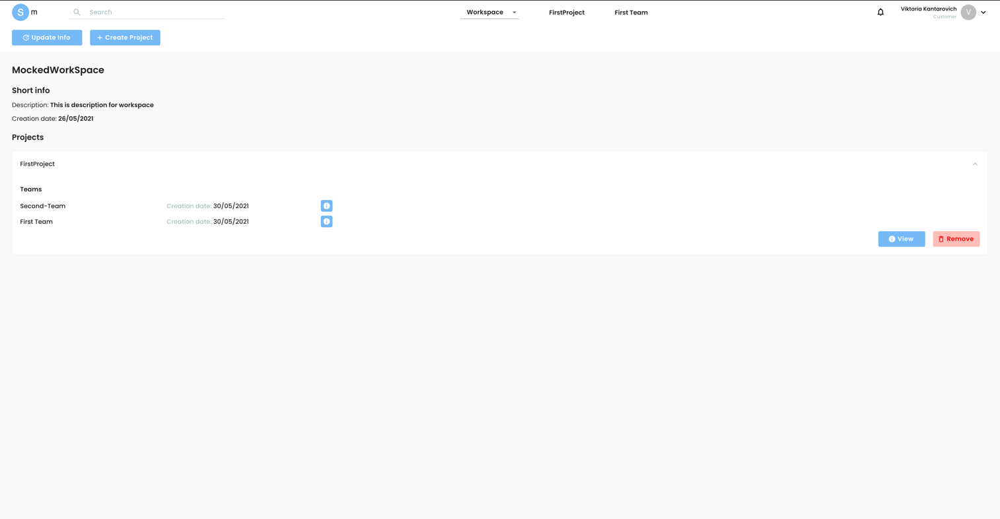 S m Search Workspace FirstProject First Team Viktoria Kantarovich V
Customer
Update Info + Create Project
MockedWorkSpace
Short info
Description: This is description for workspace
Creation date: 26/05/2021
Projects
FirstProject
Teams
Second-Team Creation date: 30/05/2021
First Team Creation date: 30/05/2021
View Remove